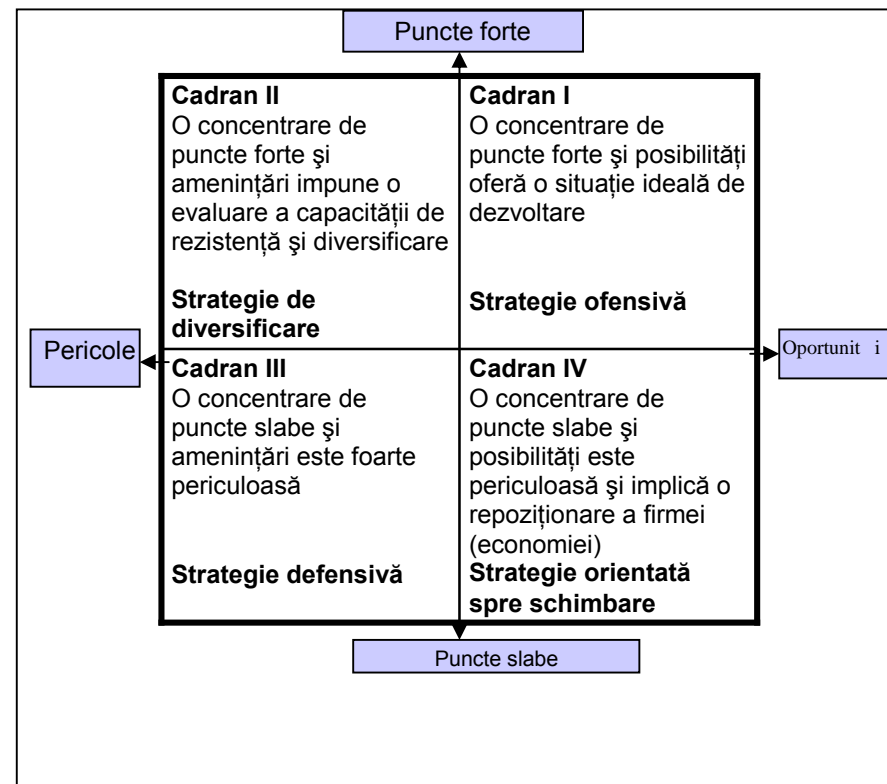 Puncte forte
Cadran II
O concentrare de
puncte forte şi
ameninţări impune o
evaluare a capacităţii de
rezistenţă şi diversificare
Strategie de
diversificare
Cadran I
O concentrare de
puncte forte şi posibilităţi
oferă o situaţie ideală de
dezvoltare
Strategie ofensivă
Pericole
Oportunit i
Cadran III
O concentrare de
puncte slabe şi
ameninţări este foarte
periculoasă
Strategie defensivă
Cadran IV
O concentrare de
puncte slabe şi
posibilităţi este
periculoasă şi implică o
repoziţionare a firmei
(economiei)
Strategie orientată
spre schimbare
Puncte slabe